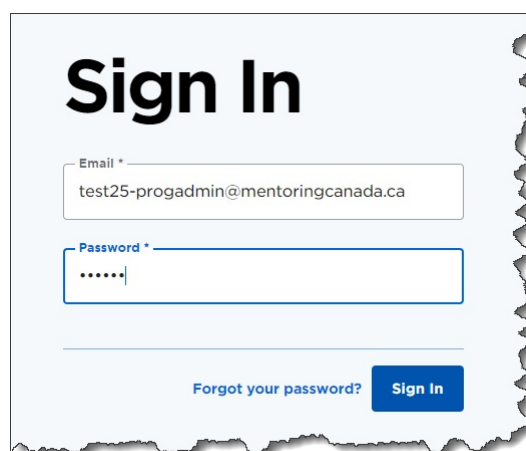 Sign In
Email *
test25-progadmin@mentoringcanada.ca
Password *
••••••
Forgot your password? Sign In